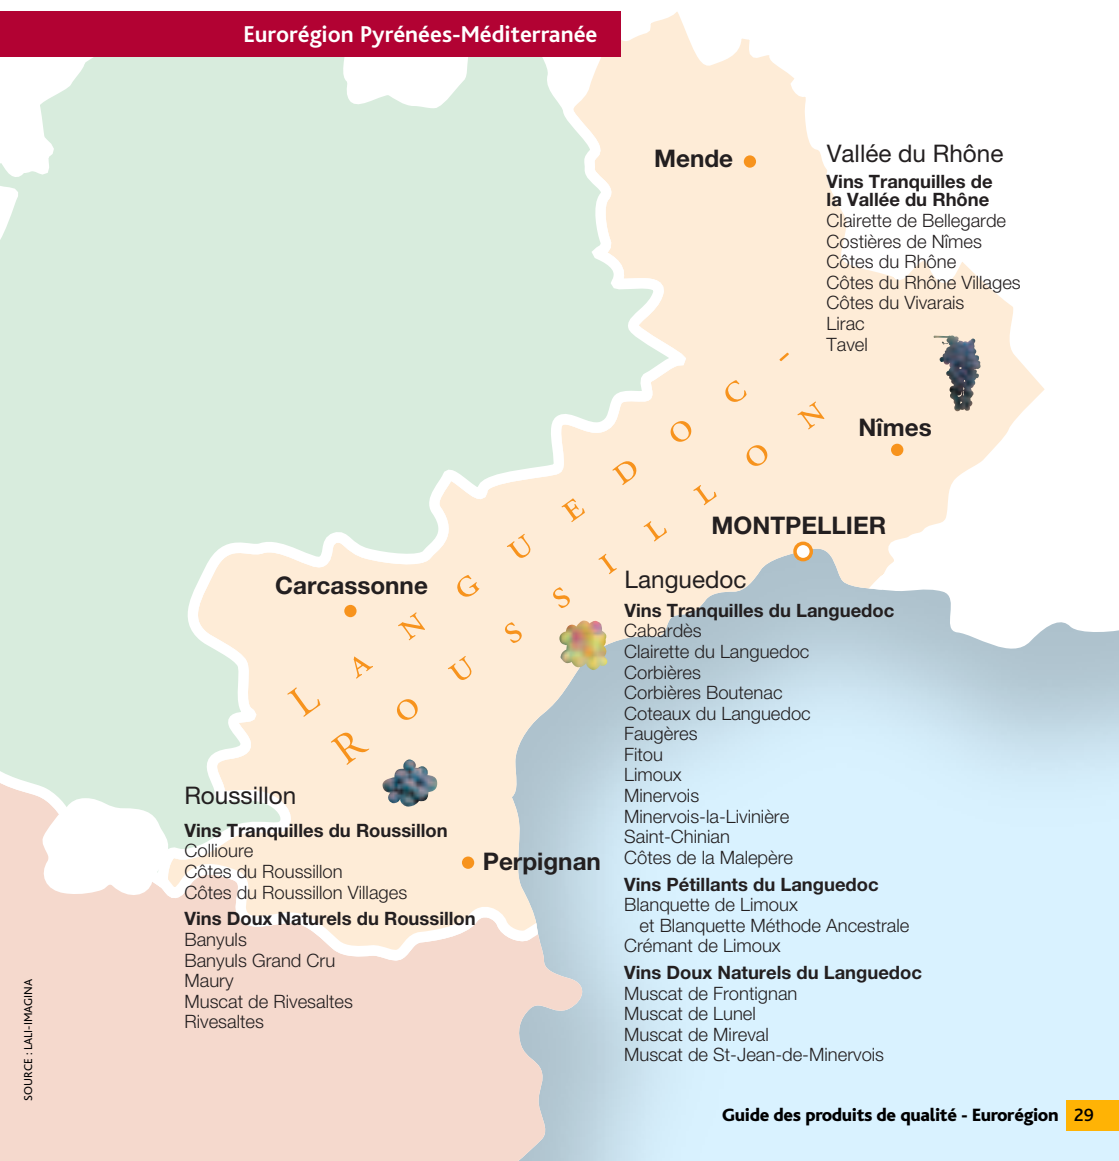 Eurorégion Pyrénées-Méditerranée
Mende
Vallée du Rhône
Vins Tranquilles de
la Vallée du Rhône
Clairette de Bellegarde
Costières de Nîmes
Côtes du Rhône
Côtes du Rhône Villages
Côtes du Vivarais
Lirac
Tavel
Nîmes
MONTPELLIER
LANGUEDOC-
ROUSSILLON
Carcassonne
Languedoc
Vins Tranquilles du Languedoc
Cabardès
Clairette du Languedoc
Corbières
Corbières Boutenac
Coteaux du Languedoc
Faugères
Fitou
Limoux
Minervois
Minervois-la-Livinière
Saint-Chinian
Côtes de la Malepère
Vins Pétillants du Languedoc
Blanquette de Limoux
et Blanquette Méthode Ancestrale
Crémant de Limoux
Vins Doux Naturels du Languedoc
Muscat de Frontignan
Muscat de Lunel
Muscat de Mireval
Muscat de St-Jean-de-Minervois
Roussillon
Vins Tranquilles du Roussillon
Collioure
Côtes du Roussillon
Côtes du Roussillon Villages
Vins Doux Naturels du Roussillon
Banyuls
Banyuls Grand Cru
Maury
Muscat de Rivesaltes
Rivesaltes
Perpignan
SOURCE : LALI-IMAGINA
Guide des produits de qualité - Eurorégion 29